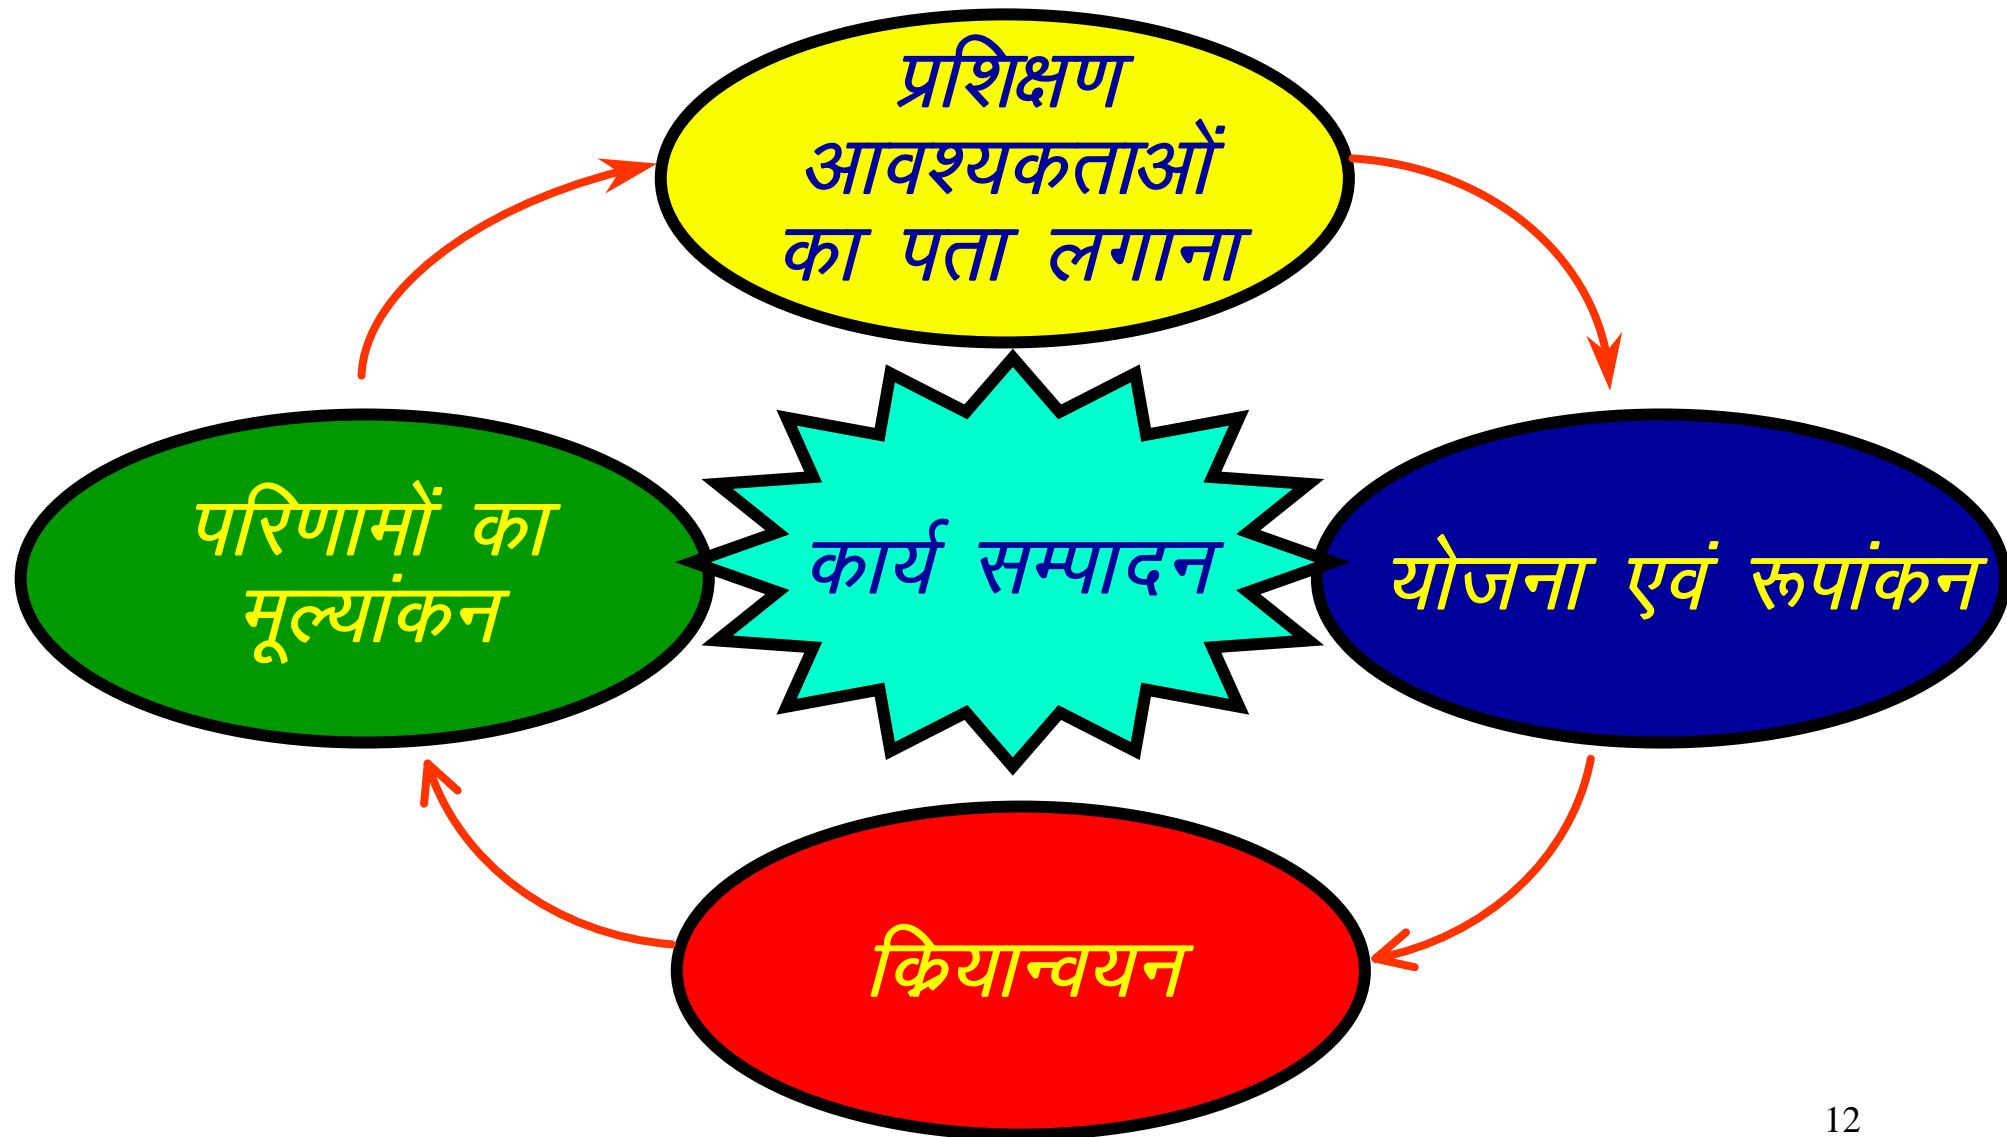 प्रशिक्षण
आवश्यकताओं
का पता लगाना
परिणामों का
मूल्यांकन
कार्य सम्पादन
योजना एवं रूपांकन
क्रियान्वयन
12